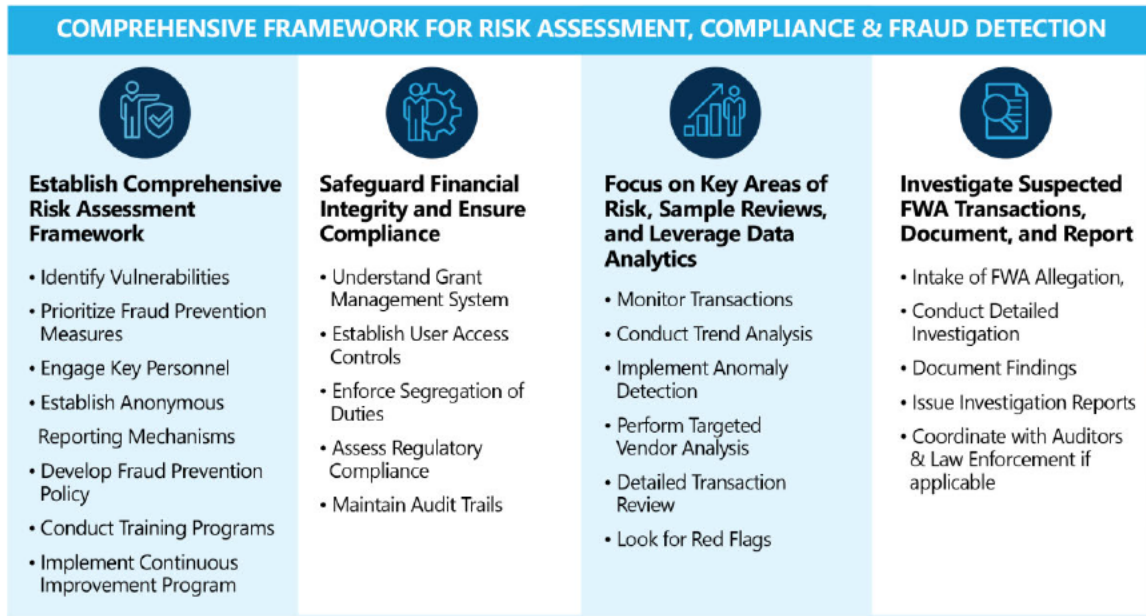 COMPREHENSIVE FRAMEWORK FOR RISK ASSESSMENT, COMPLIANCE & FRAUD DETECTION
Establish Comprehensive
Risk Assessment
Framework
• Identify Vulnerabilities
• Prioritize Fraud Prevention
Measures
• Engage Key Personnel
• Establish Anonymous
Reporting Mechanisms
• Develop Fraud Prevention
Policy
• Conduct Training Programs
• Implement Continuous
Improvement Program
Safeguard Financial
Integrity and Ensure
Compliance
• Understand Grant
Management System
• Establish User Access
Controls
• Enforce Segregation of
Duties
• Assess Regulatory
Compliance
• Maintain Audit Trails
Focus on Key Areas of
Risk, Sample Reviews,
and Leverage Data
Analytics
• Monitor Transactions
• Conduct Trend Analysis
• Implement Anomaly
Detection
• Perform Targeted
Vendor Analysis
• Detailed Transaction
Review
• Look for Red Flags
Investigate Suspected
FWA Transactions,
Document, and Report
• Intake of FWA Allegation,
• Conduct Detailed
Investigation
• Document Findings
• Issue Investigation Reports
• Coordinate with Auditors
& Law Enforcement if
applicable